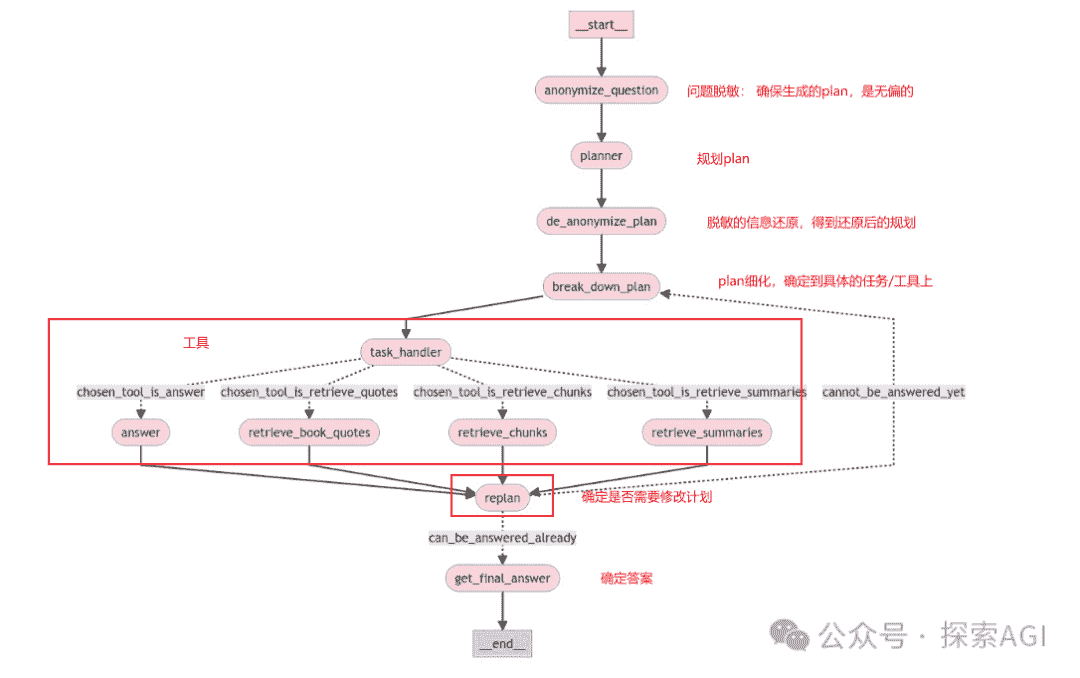 __start__
anonymize_question
问题脱敏： 确保生成的plan，是无偏的
planner
规划plan
de_anonymize_plan
脱敏的信息还原，得到还原后的规划
break_down_plan
plan细化，确定到具体的任务/工具上
工具
task_handler
chosen_tool_is_answer
chosen_tool_is_retrieve_quotes
chosen_tool_is_retrieve_chunks
chosen_tool_is_retrieve_summaries
cannot_be_answered_yet
answer
retrieve_book_quotes
retrieve_chunks
retrieve_summaries
replan
确定是否需要修改计划
can_be_answered_already
get_final_answer
确定答案
__end__
公众号 · 探索AGI